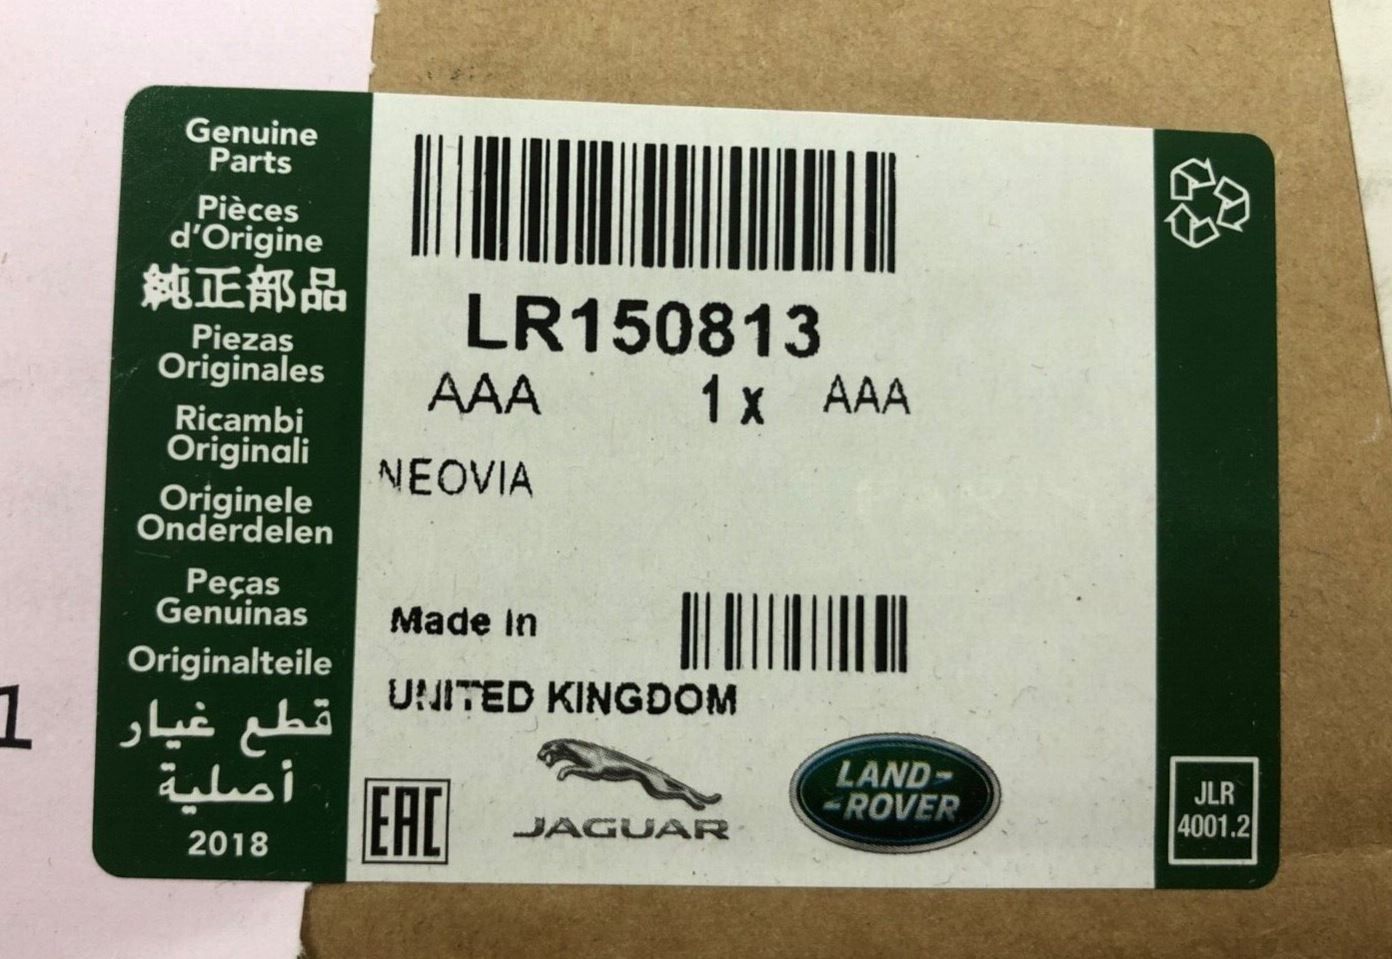 Genuine
Parts
Pièces
d'Origine
純正部品
Piezas
Originales
Ricambi
Originali
Originele
Onderdelen
Peças
Genuinas
Originalteile
قطع غيار
أصلية
2018
LR150813
AAA 1 x AAA
NEOVIA
Made In
UNITED KINGDOM
EAC
JAGUAR
LAND-
-ROVER
JLR
4001.2
1